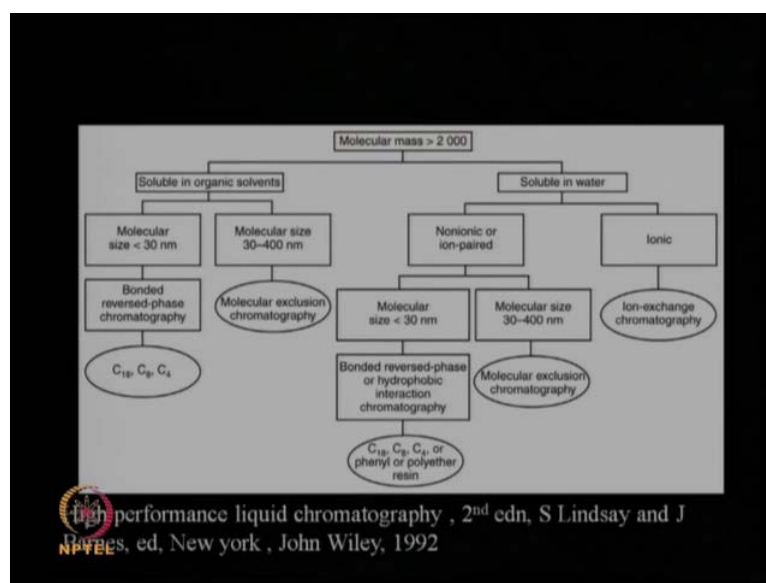 Molecular mass > 2 000
Soluble in organic solvents
Soluble in water
Molecular
size < 30 nm
Molecular size
30–400 nm
Nonionic or
ion-paired
Ionic
Bonded
reversed-phase
chromatography
Molecular exclusion
chromatography
Molecular
size < 30 nm
Molecular size
30–400 nm
Ion-exchange
chromatography
C₁₈, C₈, C₄
Bonded reversed-phase
or hydrophobic
interaction
chromatography
Molecular exclusion
chromatography
C₁₈, C₈, C₄, or
phenyl or polyether
resin
performance liquid chromatography , 2ⁿᵈ edn, S Lindsay and J
ed, New york , John Wiley, 1992
NPTEL